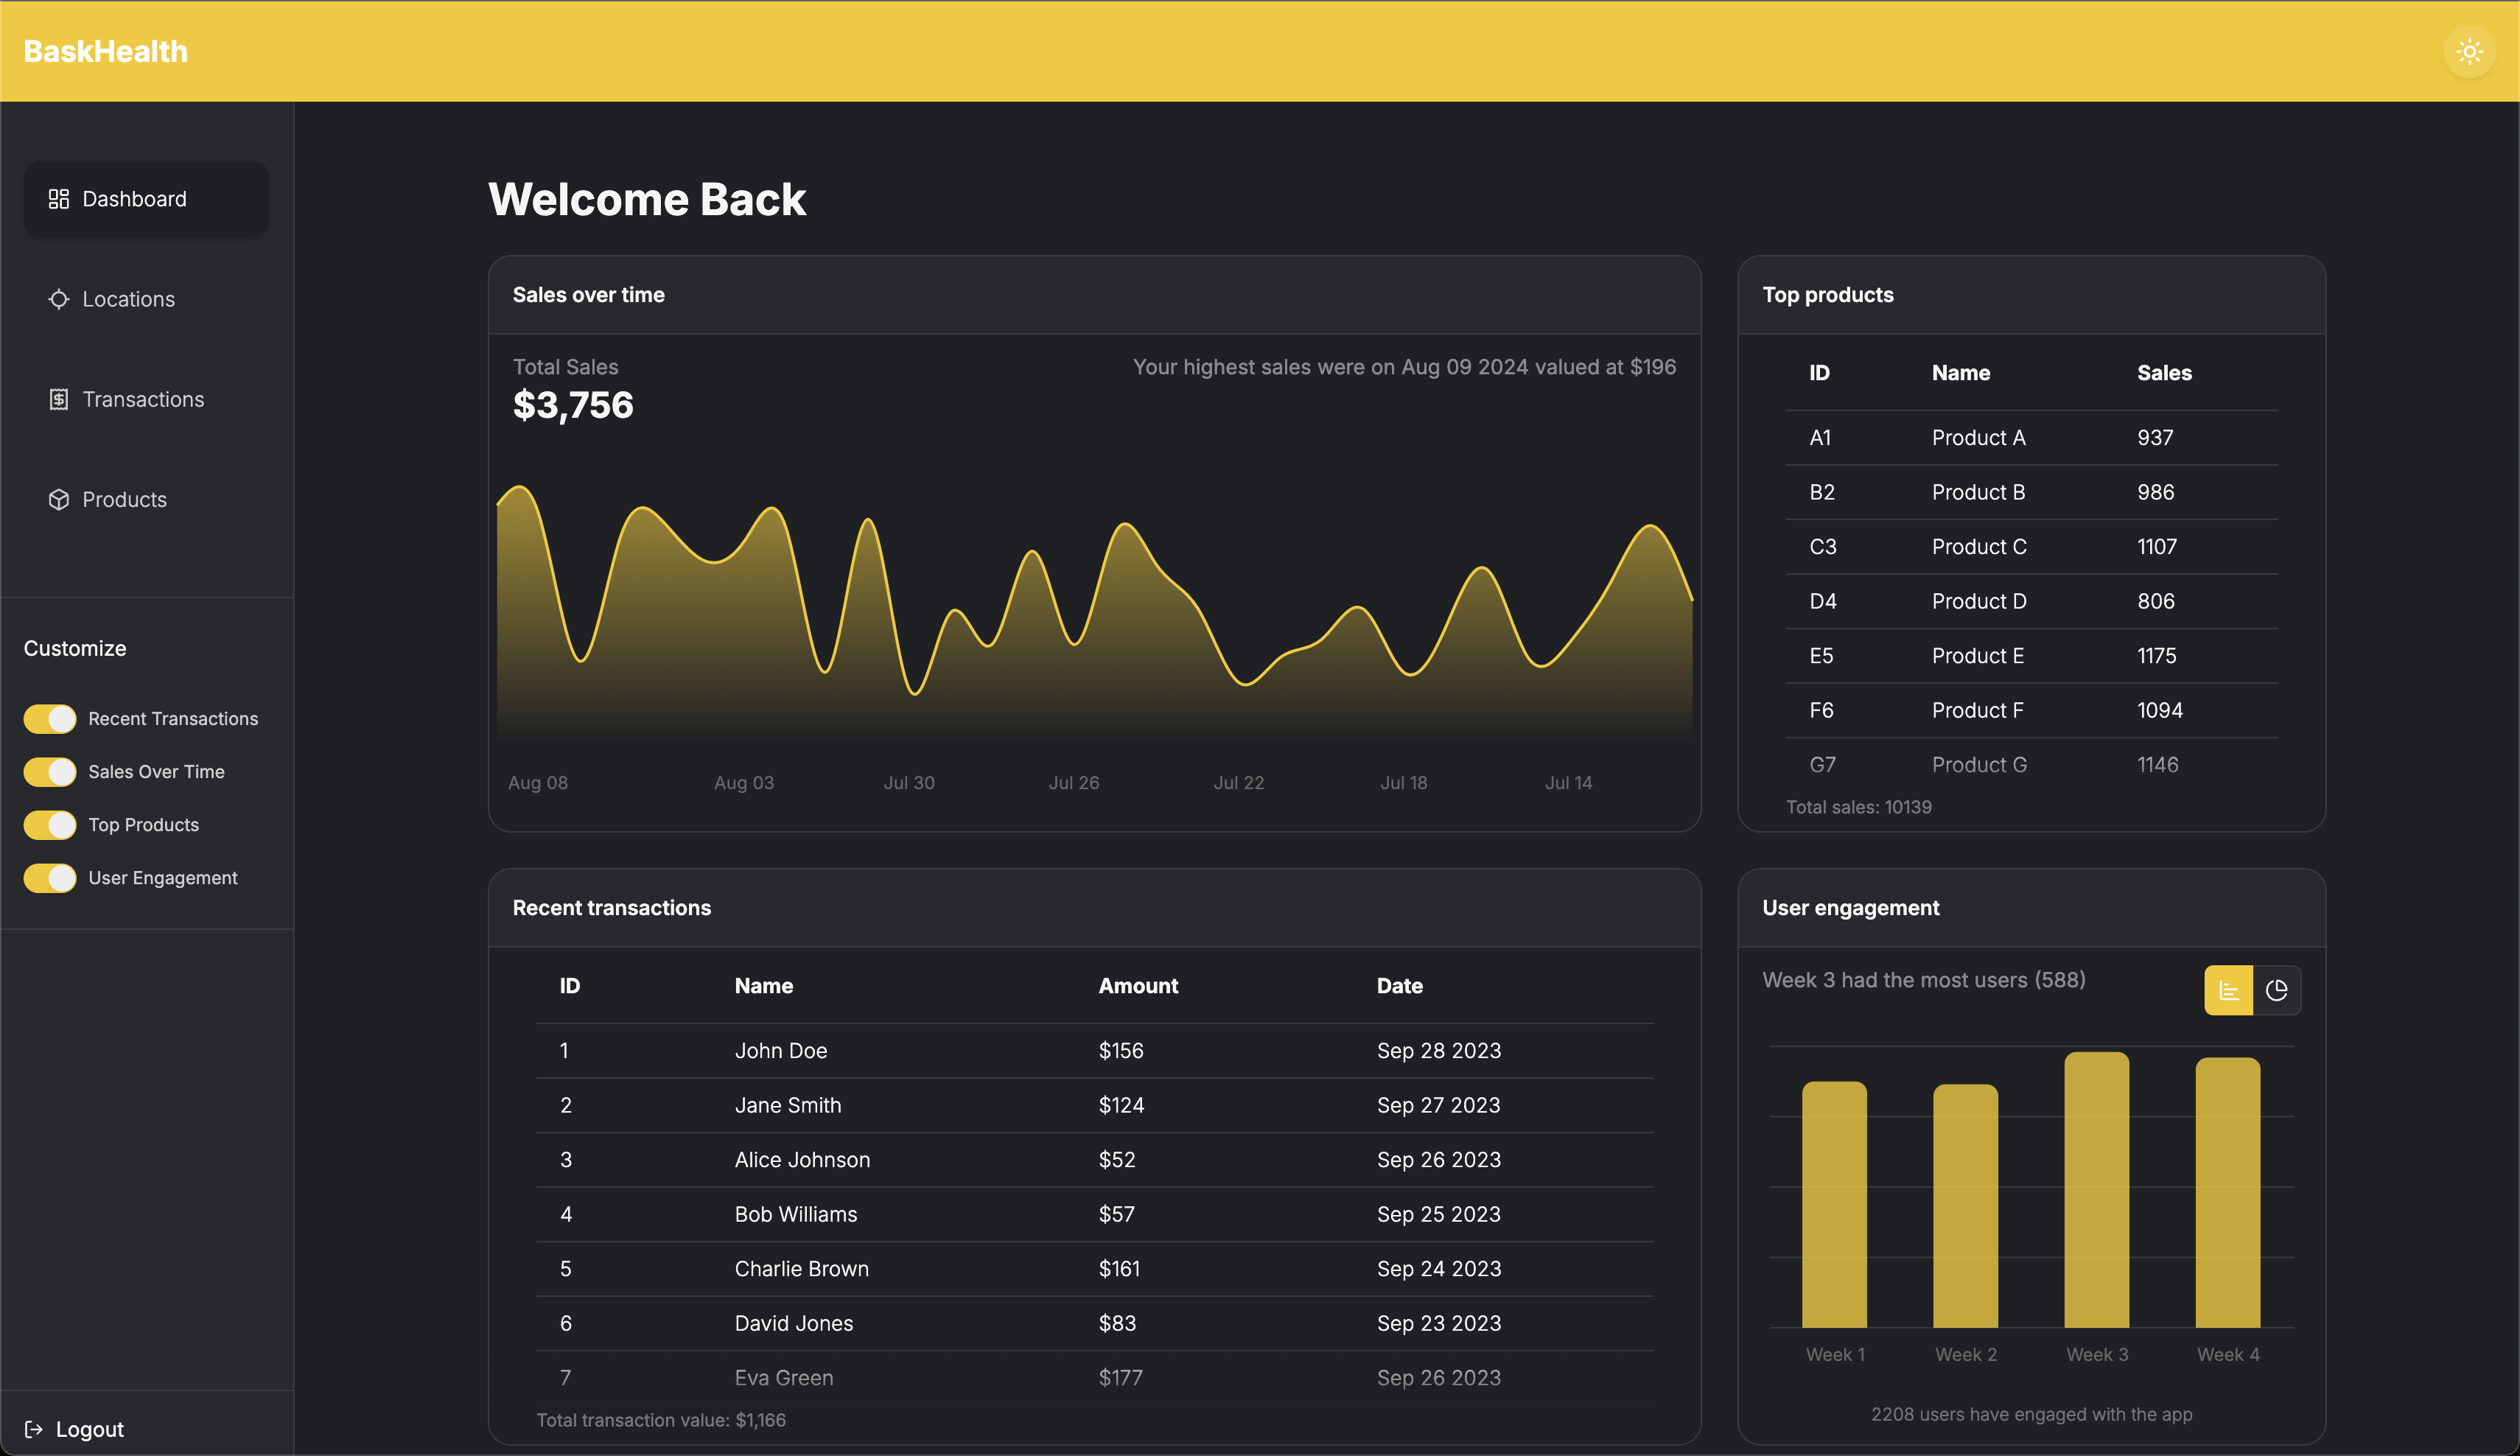 BaskHealth
Dashboard
Locations
Transactions
Products
Customize
Recent Transactions
Sales Over Time
Top Products
User Engagement
Logout
Welcome Back
Sales over time
Total Sales
$3,756
Your highest sales were on Aug 09 2024 valued at $196
Aug 08 Aug 03 Jul 30 Jul 26 Jul 22 Jul 18 Jul 14
Top products
ID Name Sales
A1 Product A 937
B2 Product B 986
C3 Product C 1107
D4 Product D 806
E5 Product E 1175
F6 Product F 1094
G7 Product G 1146
Total sales: 10139
Recent transactions
ID Name Amount Date
1 John Doe $156 Sep 28 2023
2 Jane Smith $124 Sep 27 2023
3 Alice Johnson $52 Sep 26 2023
4 Bob Williams $57 Sep 25 2023
5 Charlie Brown $161 Sep 24 2023
6 David Jones $83 Sep 23 2023
7 Eva Green $177 Sep 26 2023
Total transaction value: $1,166
User engagement
Week 3 had the most users (588)
Week 1 Week 2 Week 3 Week 4
2208 users have engaged with the app